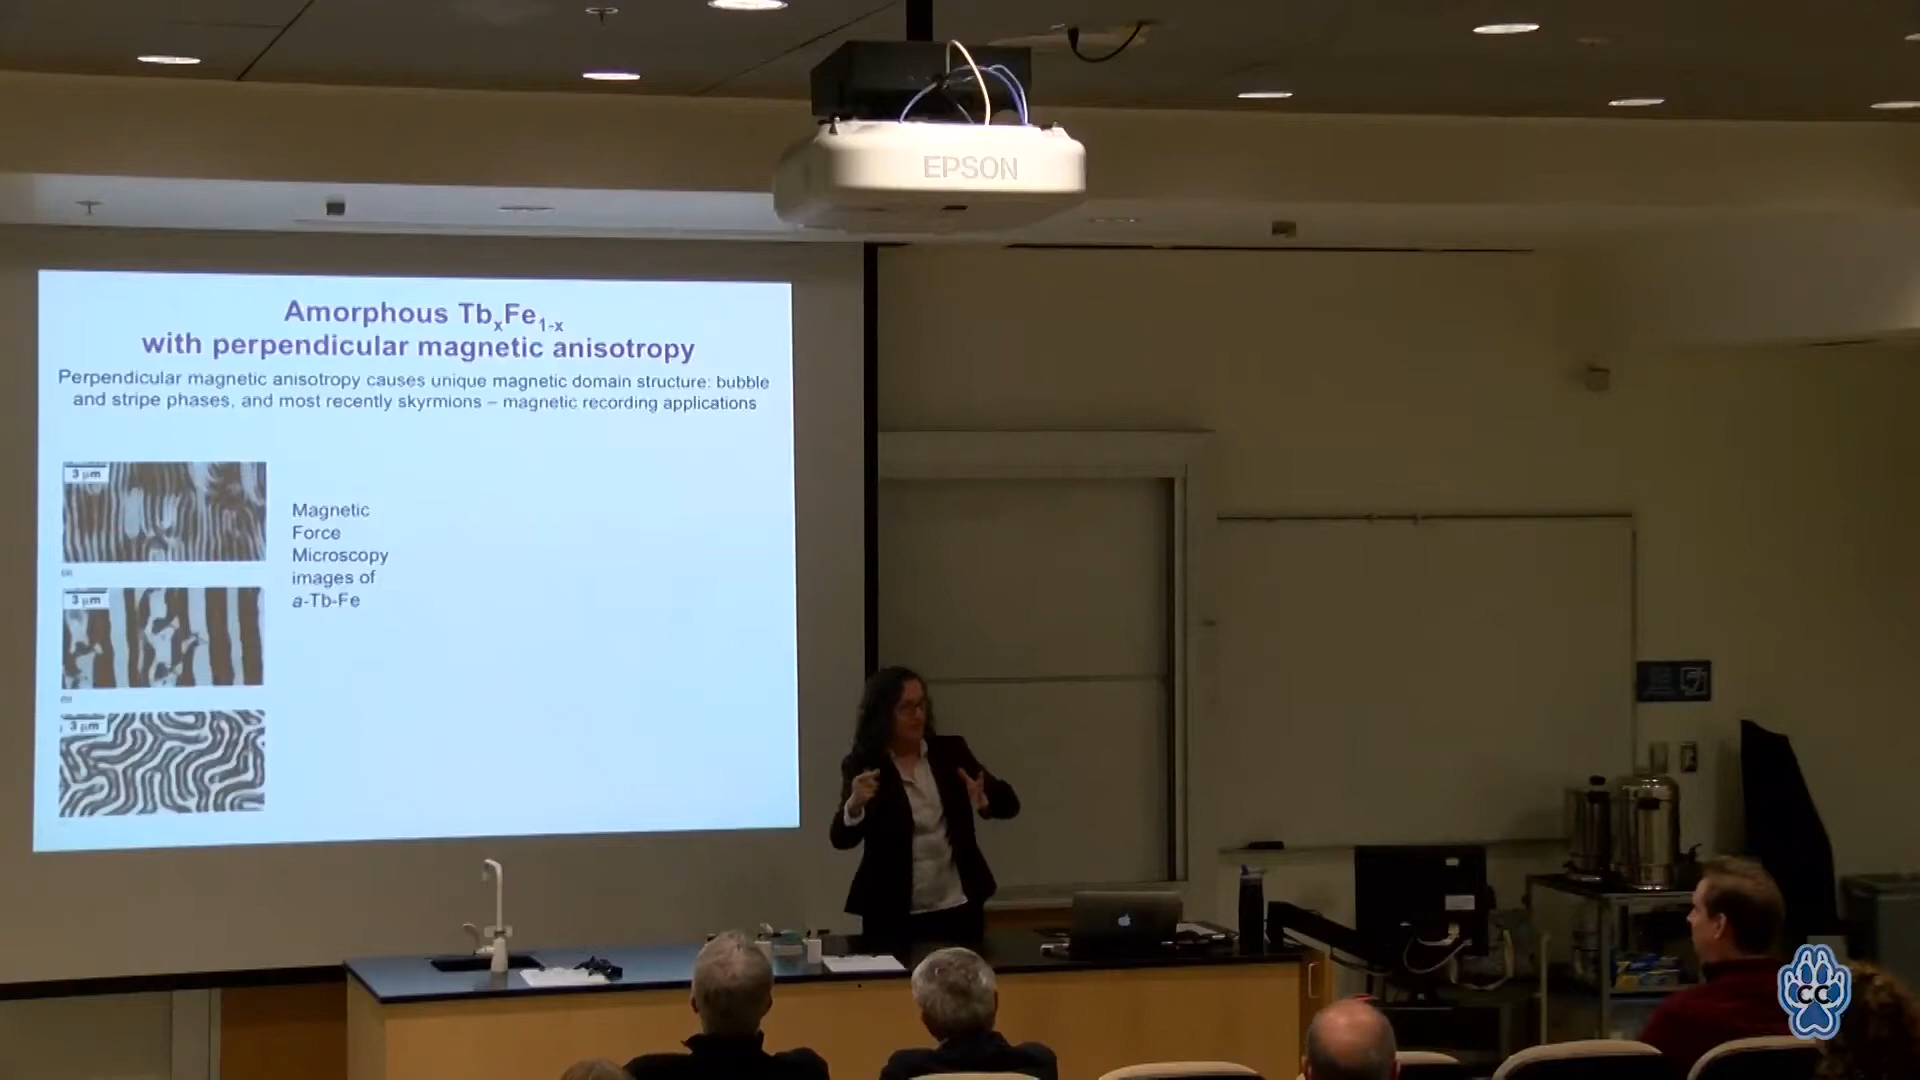 EPSON
Amorphous TbₓFe₁₋ₓ
with perpendicular magnetic anisotropy
Perpendicular magnetic anisotropy causes unique magnetic domain structure: bubble
and stripe phases, and most recently skyrmions – magnetic recording applications
3 μm
Magnetic
Force
Microscopy
images of
a-Tb-Fe
3 μm
3 μm
CC